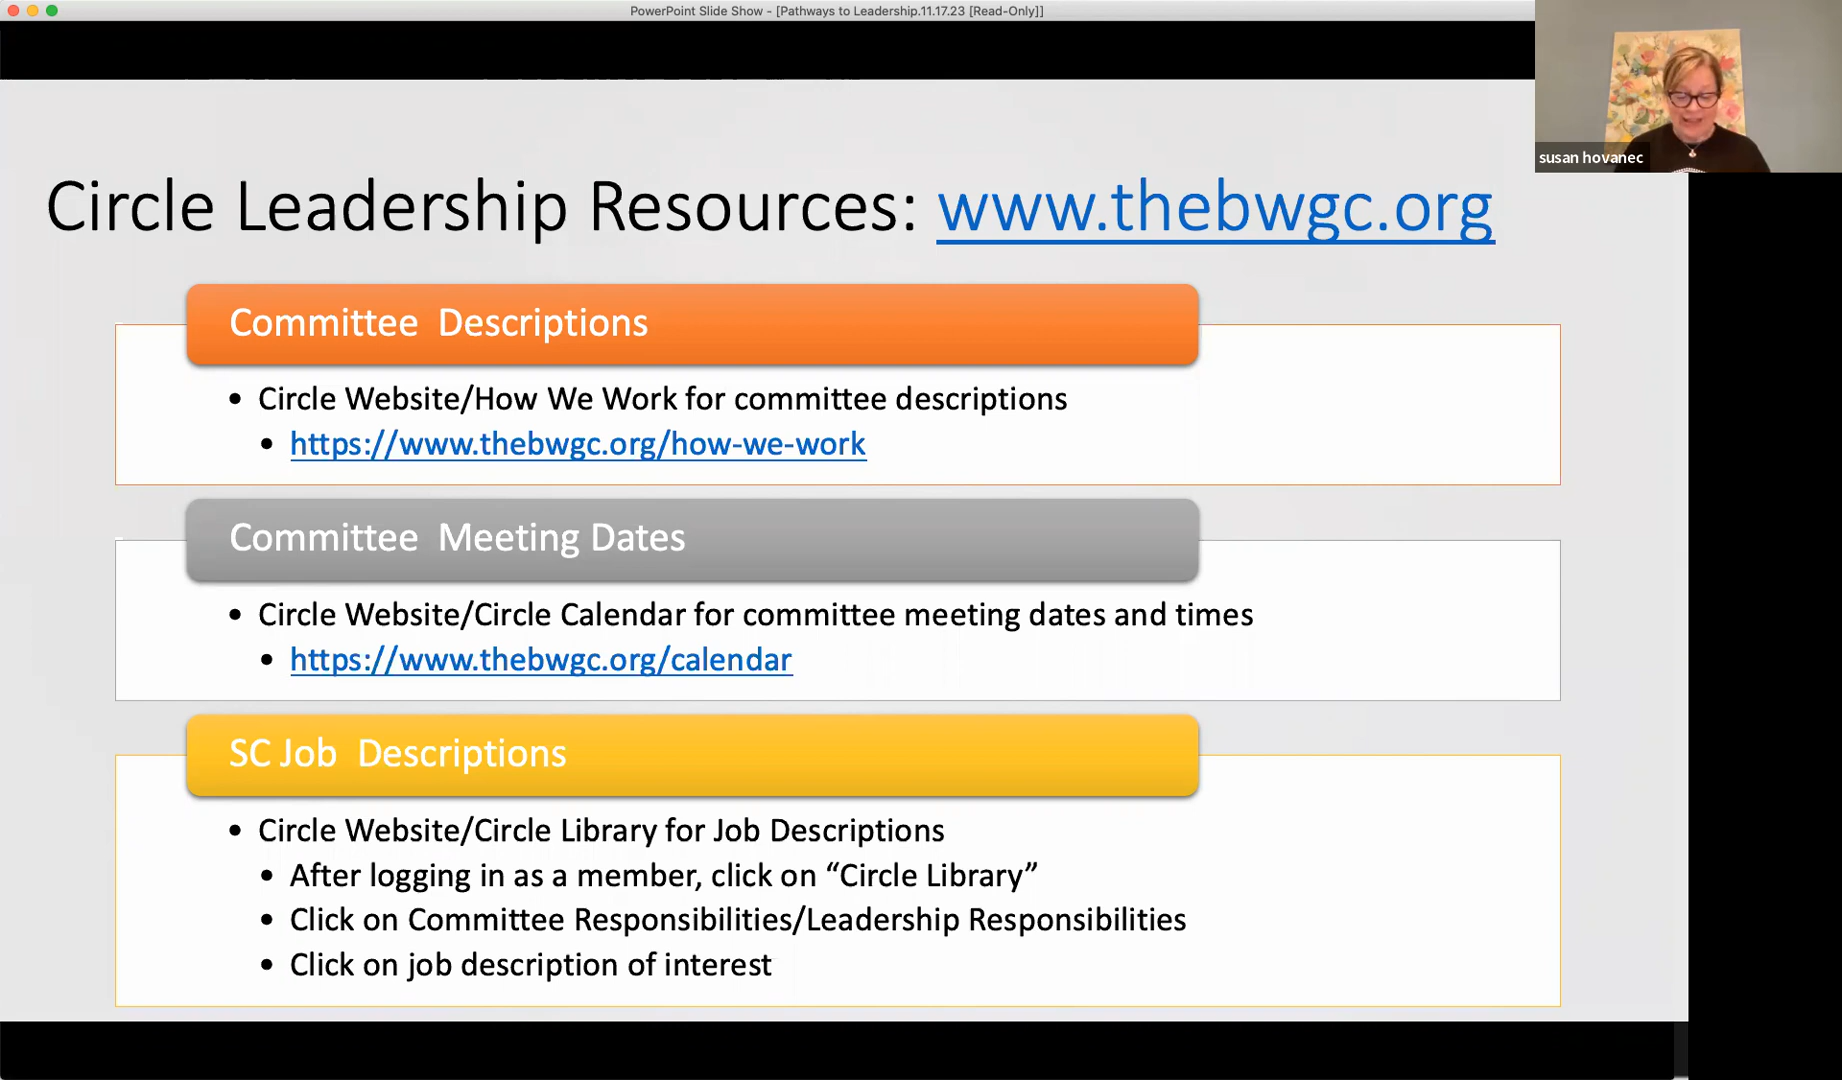 PowerPoint Slide Show - [Pathways to Leadership.11.17.23 [Read-Only]]
susan hovanec
Circle Leadership Resources: www.thebwgc.org
Committee Descriptions
• Circle Website/How We Work for committee descriptions
• https://www.thebwgc.org/how-we-work
Committee Meeting Dates
• Circle Website/Circle Calendar for committee meeting dates and times
• https://www.thebwgc.org/calendar
SC Job Descriptions
• Circle Website/Circle Library for Job Descriptions
• After logging in as a member, click on “Circle Library”
• Click on Committee Responsibilities/Leadership Responsibilities
• Click on job description of interest